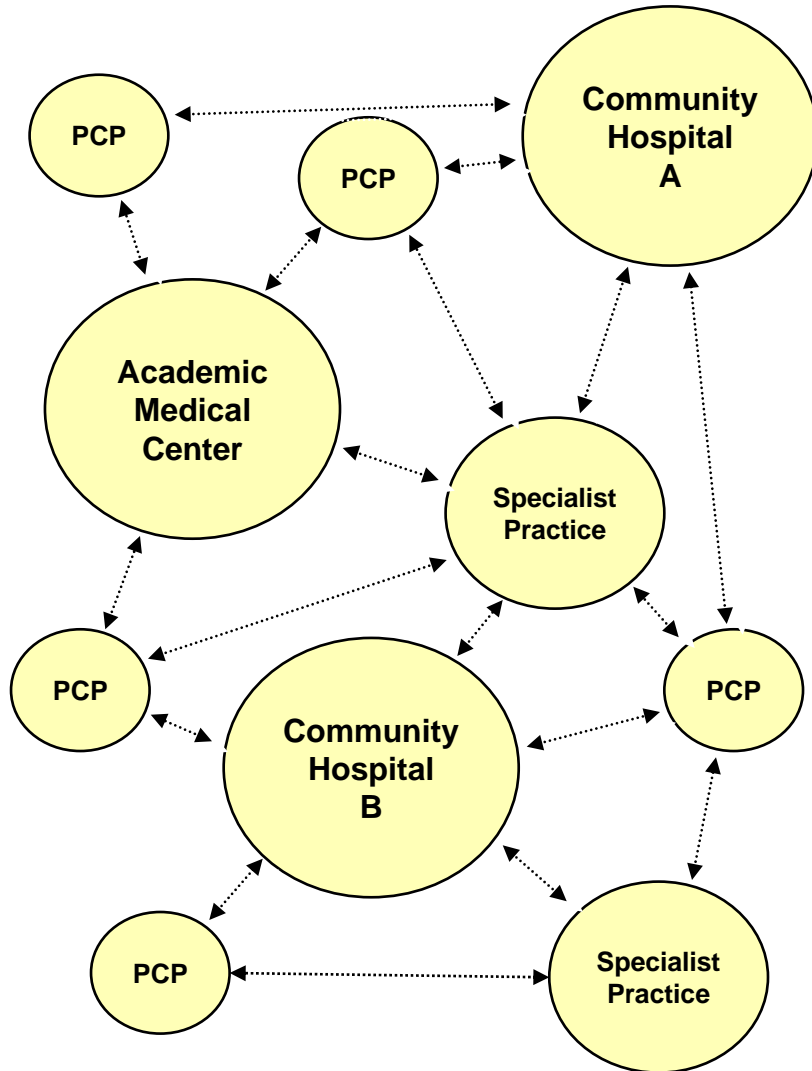 Community
Hospital
A
PCP
PCP
Academic
Medical
Center
Specialist
Practice
PCP
PCP
Community
Hospital
B
PCP
Specialist
Practice